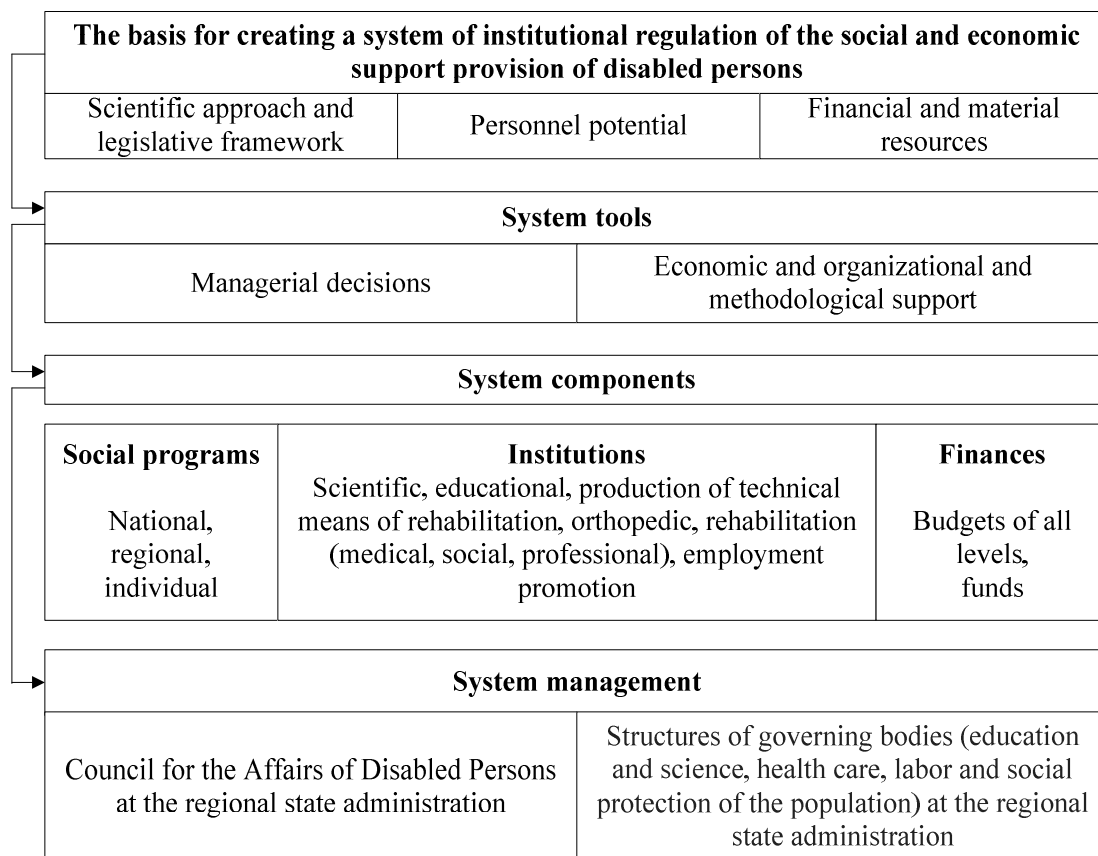 The basis for creating a system of institutional regulation of the social and economic
support provision of disabled persons
Scientific approach and
legislative framework
Personnel potential
Financial and material
resources
System tools
Managerial decisions
Economic and organizational and
methodological support
System components
Social programs
National,
regional,
individual
Institutions
Scientific, educational, production of technical
means of rehabilitation, orthopedic, rehabilitation
(medical, social, professional), employment
promotion
Finances
Budgets of all
levels,
funds
System management
Council for the Affairs of Disabled Persons
at the regional state administration
Structures of governing bodies (education
and science, health care, labor and social
protection of the population) at the regional
state administration